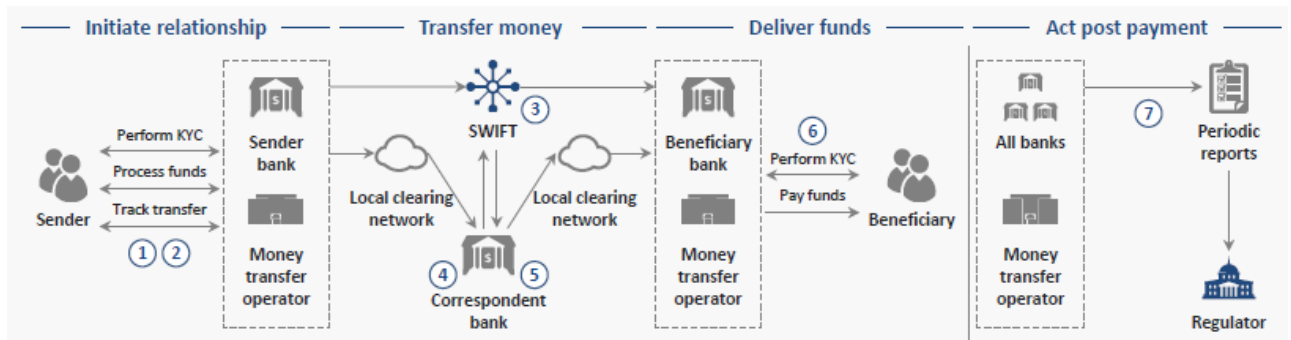 Initiate relationship
Transfer money
Deliver funds
Act post payment
Perform KYC
Process funds
Track transfer
1 2
Sender
Sender
bank
Money
transfer
operator
SWIFT
3
Local clearing
network
Local clearing
network
4
5
Correspondent
bank
Beneficiary
bank
Money
transfer
operator
6
Perform KYC
Pay funds
Beneficiary
All banks
Money
transfer
operator
7
Periodic
reports
Regulator